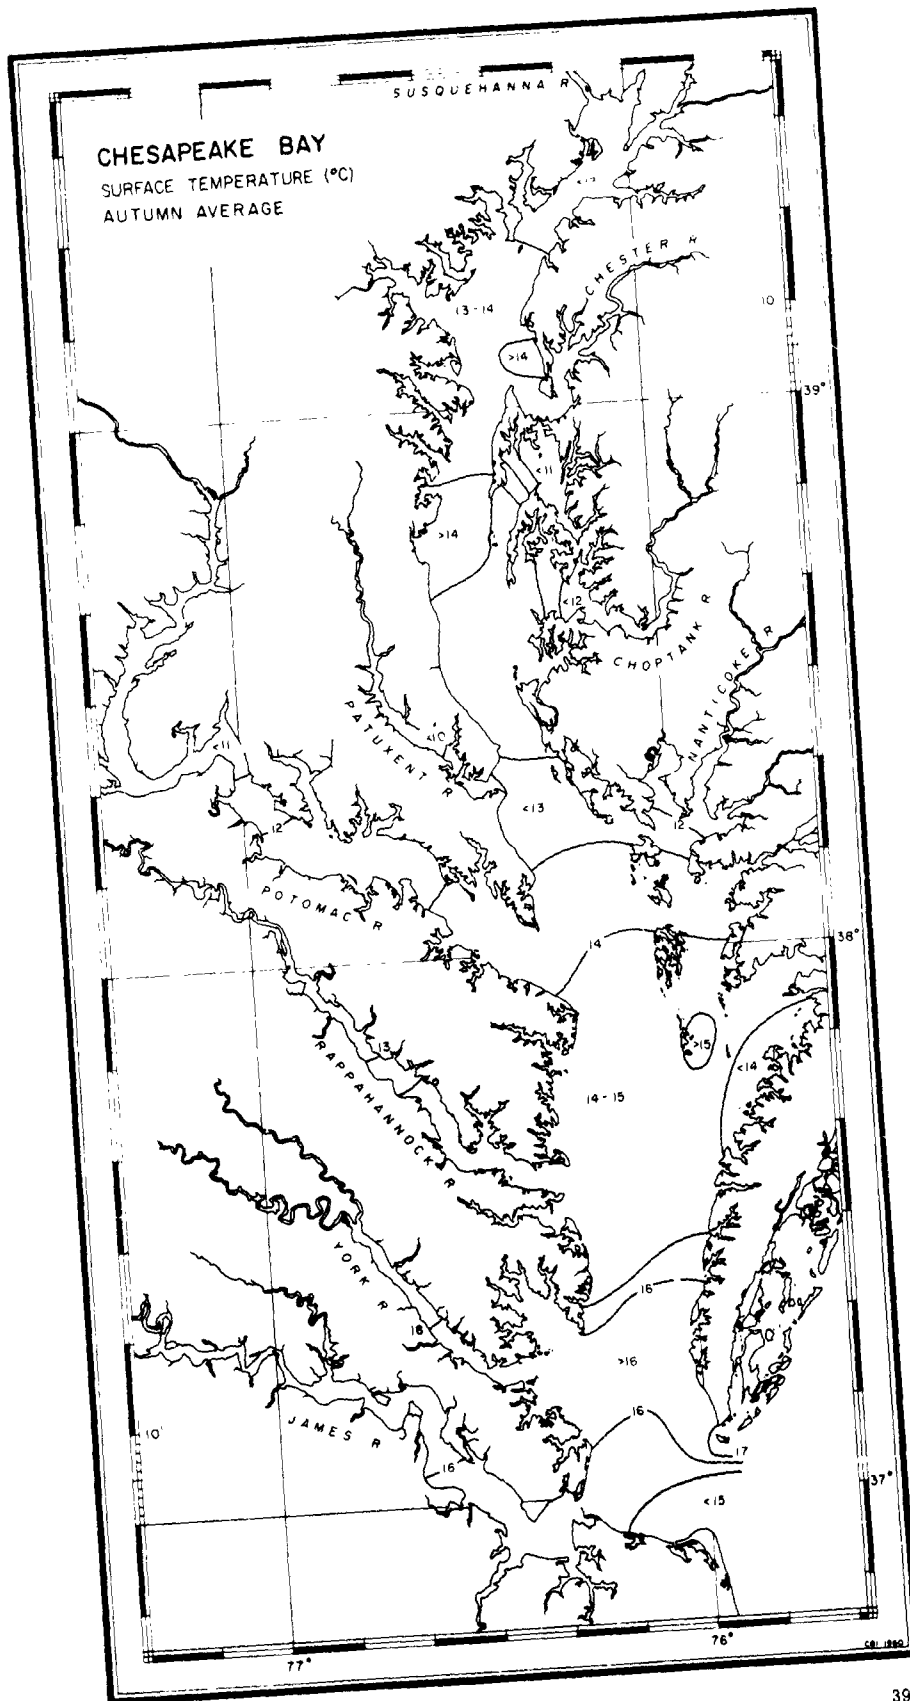 SUSQUEHANNA R
CHESAPEAKE BAY
SURFACE TEMPERATURE (°C)
AUTUMN AVERAGE
CHESTER R
13-14
10'
>14
39°
<11
>14
<12
CHOPTANK R
NANTICOKE R
PATUXENT R
<10
<11
<13
12
12
POTOMAC R
14
38°
>15
<14
13
RAPPAHANNOCK R
14-15
YORK R
16
>16
JAMES R
16
10'
17
16
37°
<15
76°
77°
CBI 1960
39